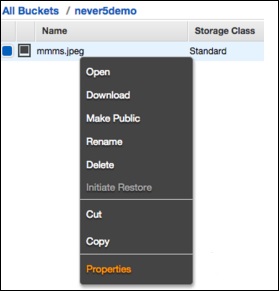 All Buckets / never5demo
Name Storage Class
mmms.jpeg Standard
Open
Download
Make Public
Rename
Delete
Initiate Restore
Cut
Copy
Properties